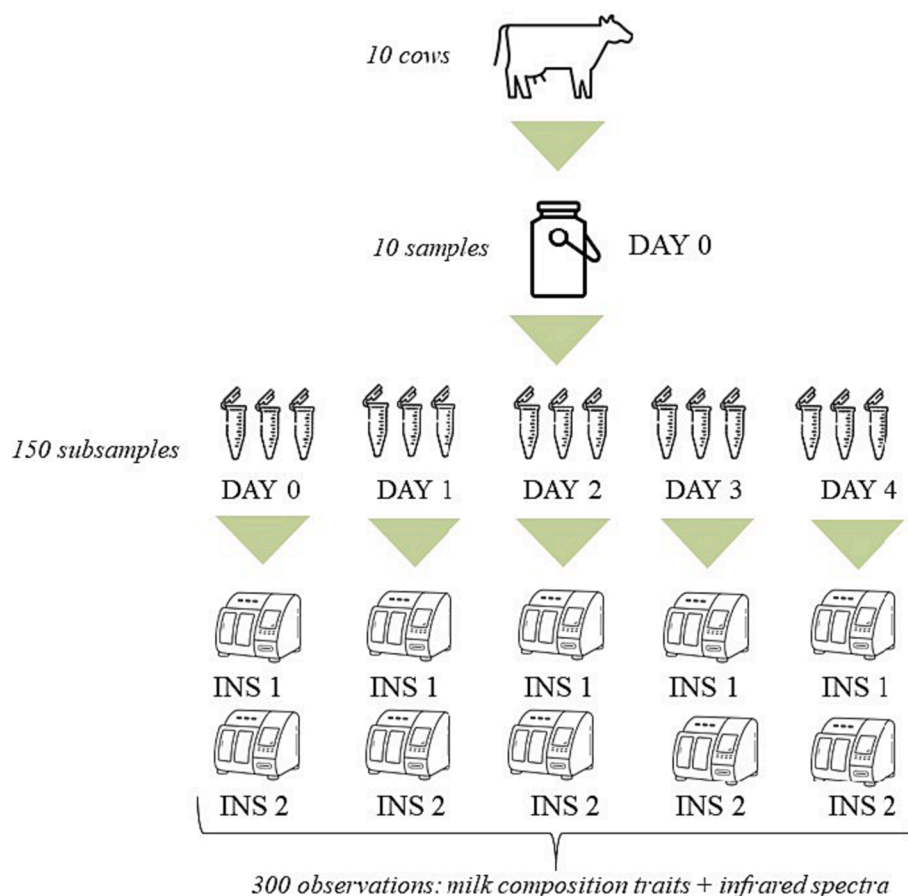 10 cows
10 samples
DAY 0
150 subsamples
DAY 0 DAY 1 DAY 2 DAY 3 DAY 4
INS 1 INS 1 INS 1 INS 1 INS 1
INS 2 INS 2 INS 2 INS 2 INS 2
300 observations: milk composition traits + infrared spectra